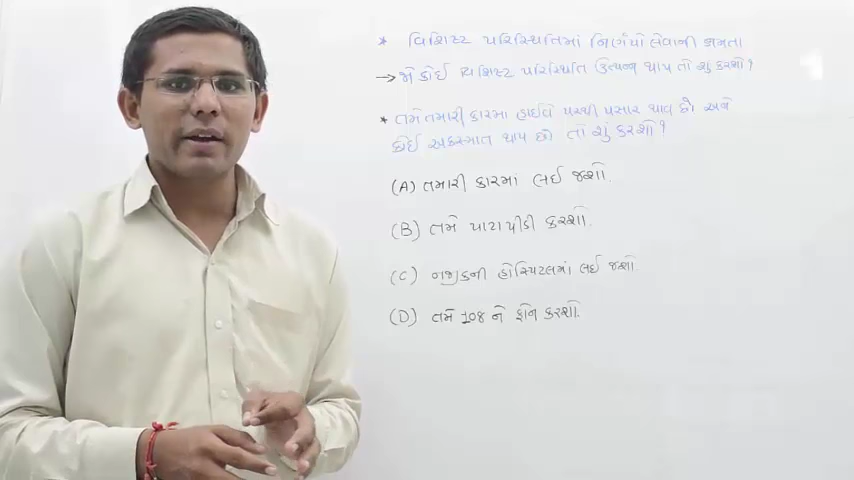 * વિશિષ્ટ પરિસ્થિતિમાં નિર્ણયો લેવાની ક્ષમતા
→ જો કોઈ વિશિષ્ટ પરિસ્થિતિ ઉત્પન્ન થાય તો શું કરશો?
* તમે તમારી કારમા હાઈવે પરથી પસાર થાવ છો અને
કોઈ અકસ્માત થાય છે તો શું કરશો?
(A) તમારી કારમાં લઈ જશો.
(B) તમે પાટાપીંડી કરશો.
(C) નજીકની હોસ્પિટલમાં લઈ જશો.
(D) તમે 108 ને ફોન કરશો.